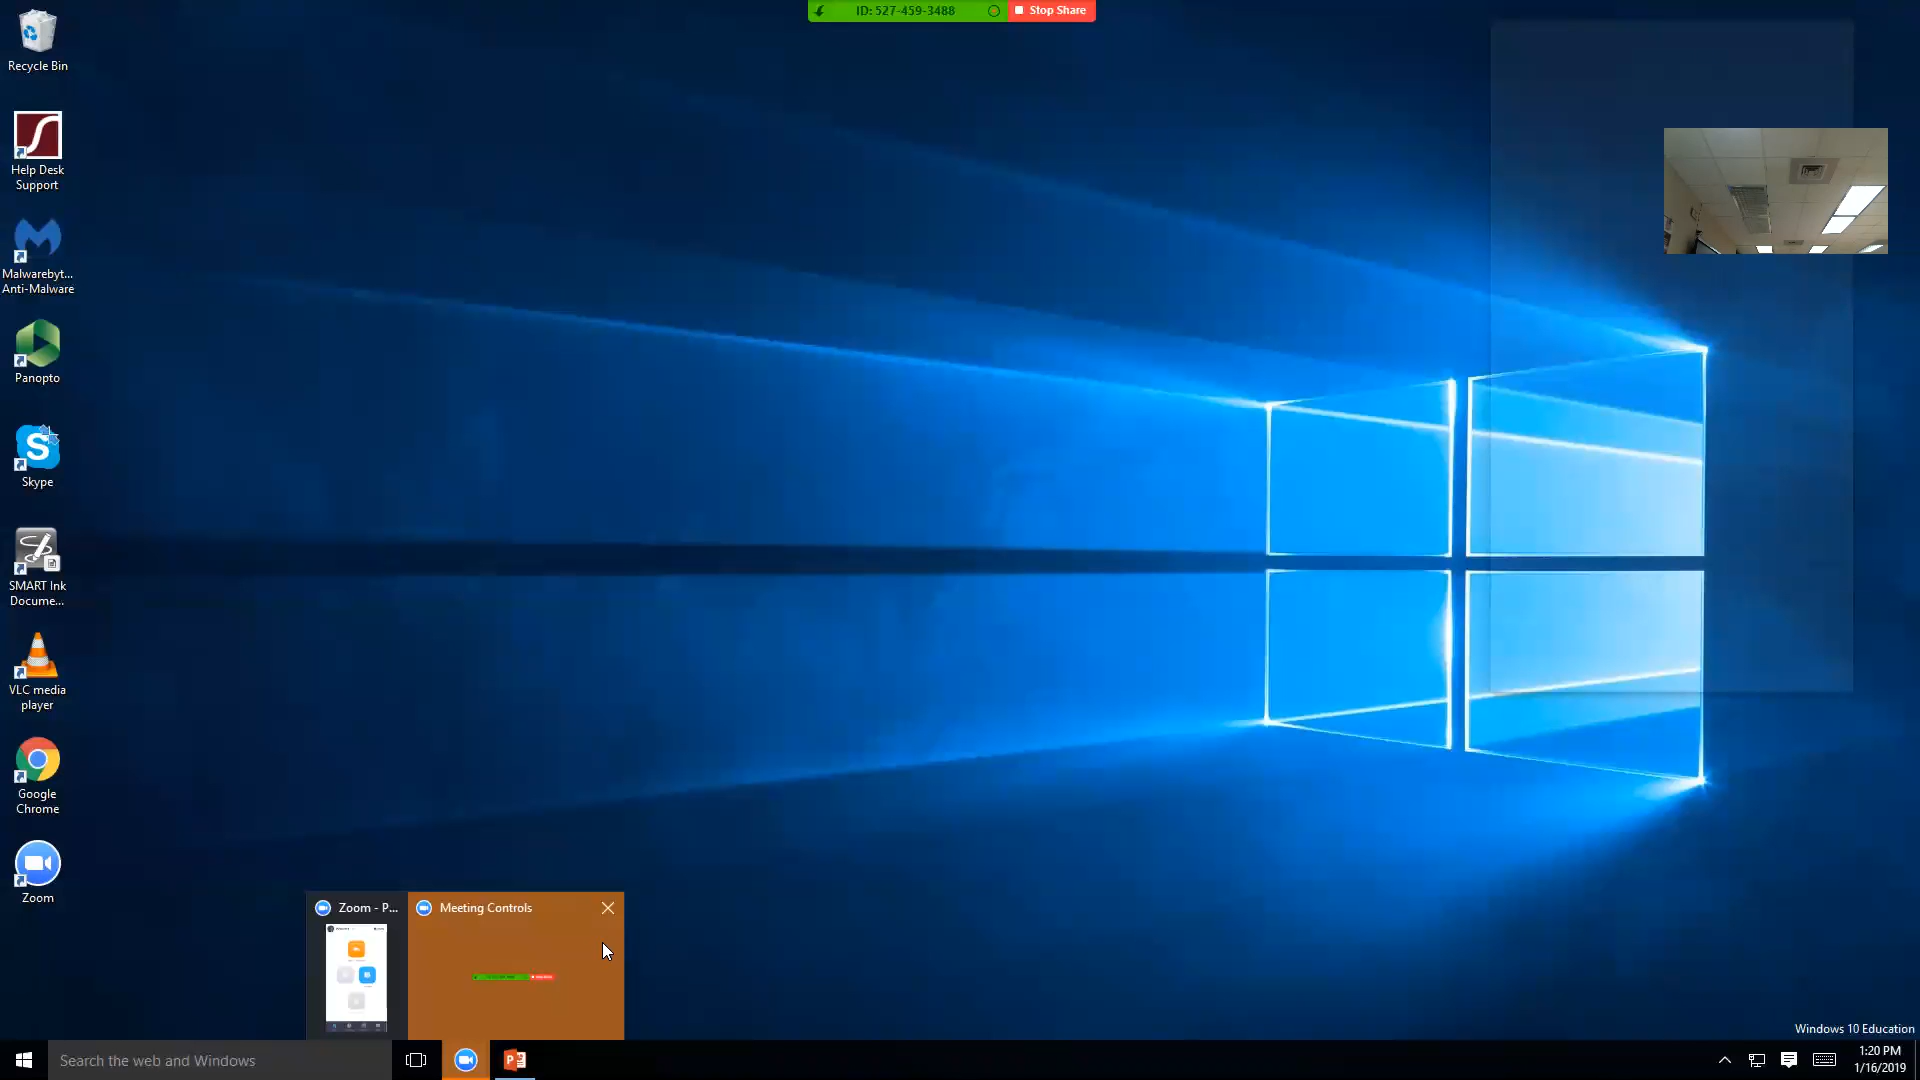 ID: 527-459-3488
Stop Share
Recycle Bin
Help Desk
Support
Malwarebyt...
Anti-Malware
Panopto
Skype
SMART Ink
Docume...
VLC media
player
Google
Chrome
Zoom
Zoom - P...
Meeting Controls
Windows 10 Education
Search the web and Windows
1:20 PM
1/16/2019